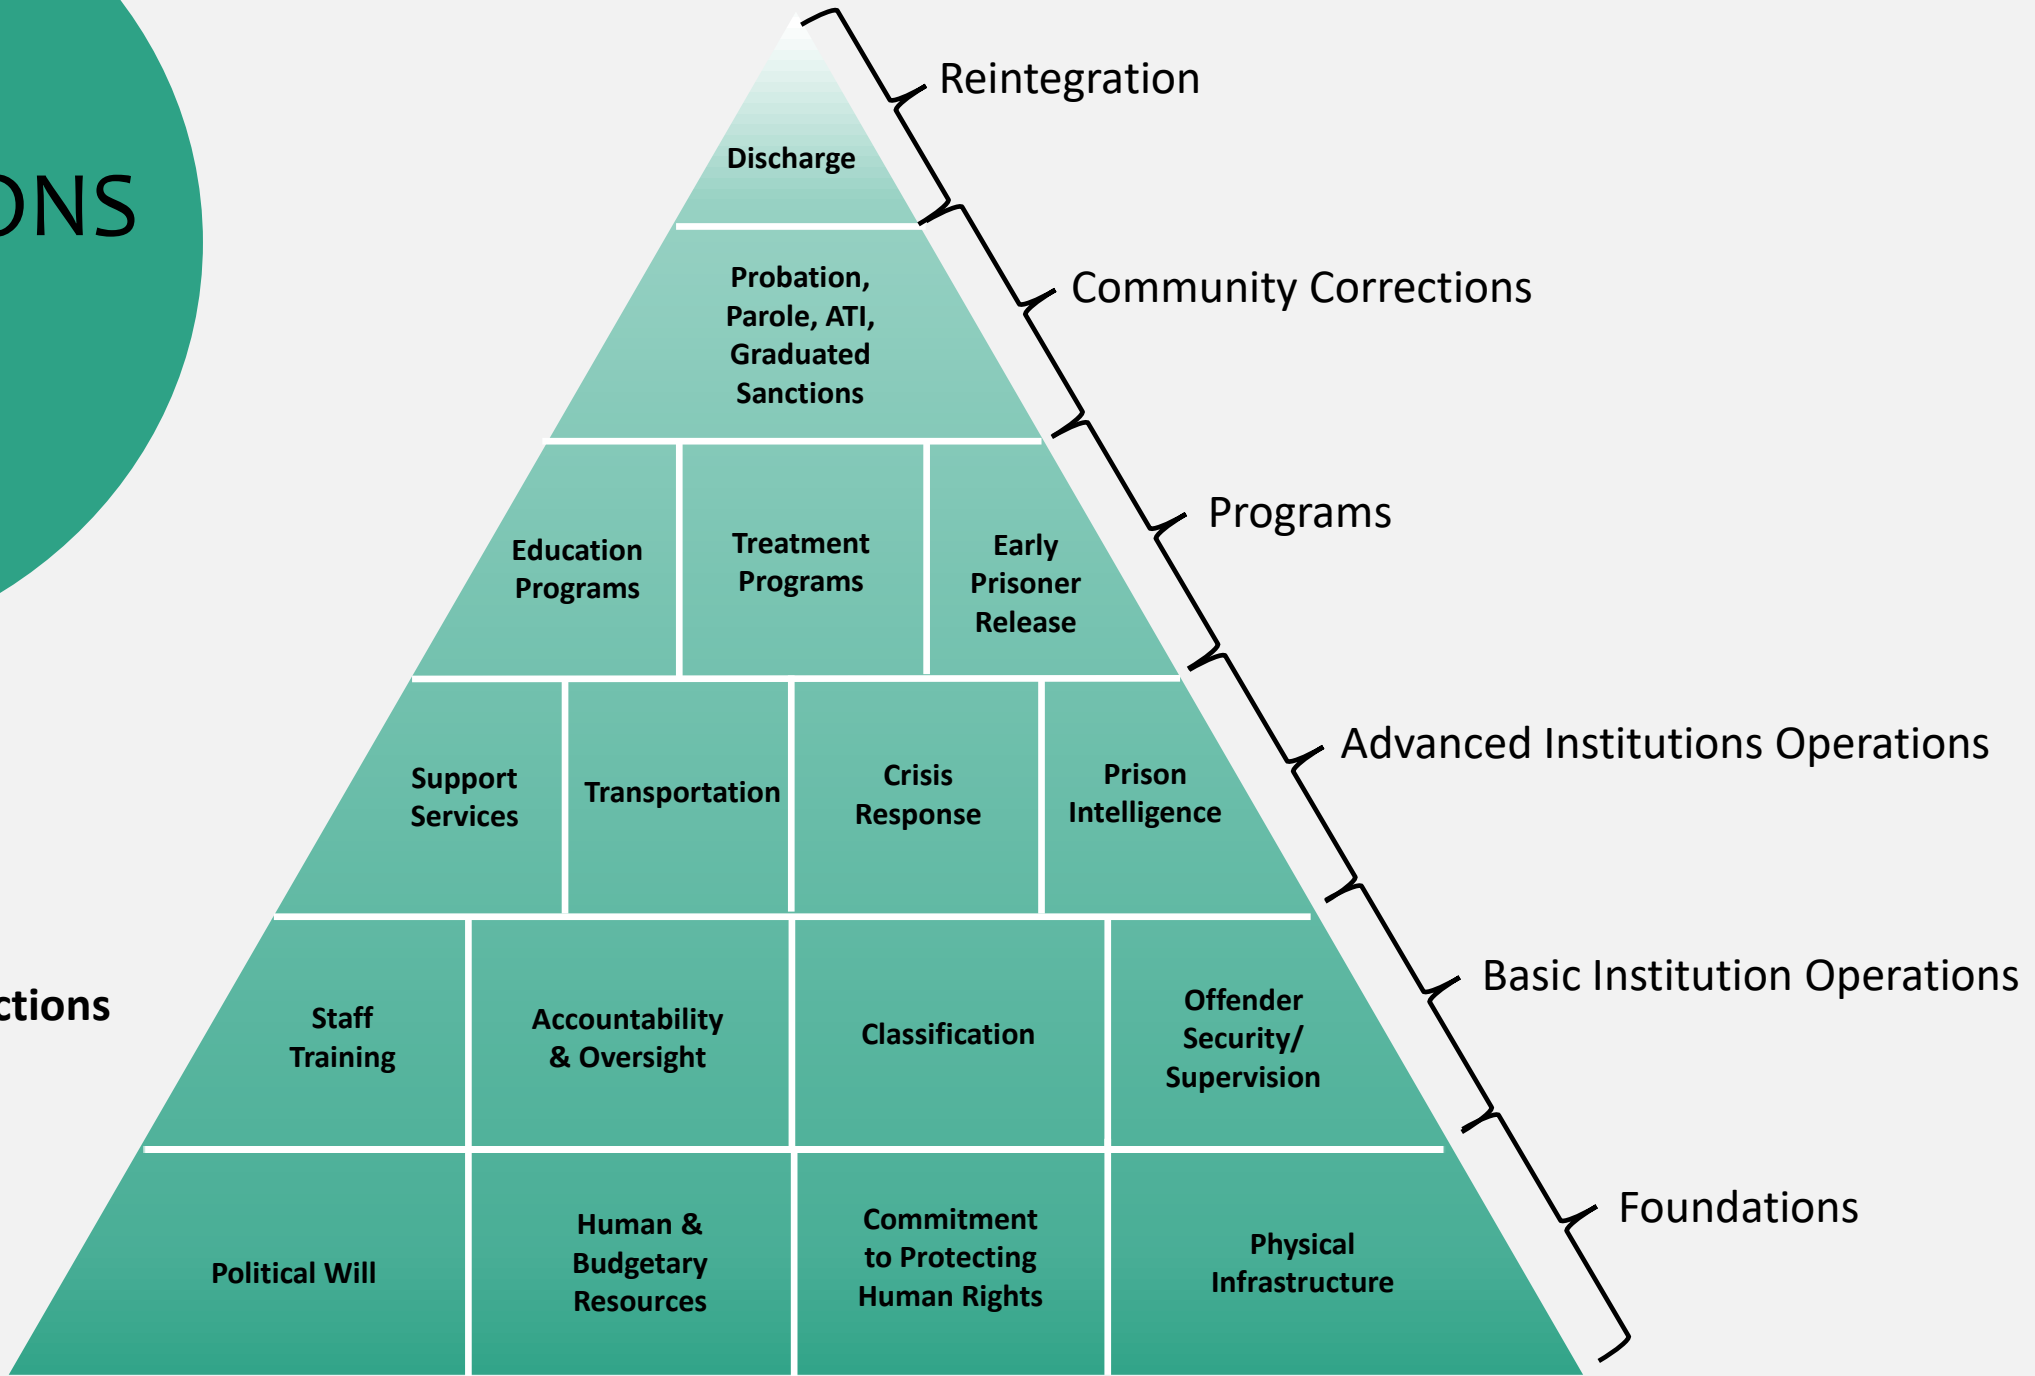 ONS
Reintegration
Discharge
Community Corrections
Probation,
Parole, ATI,
Graduated
Sanctions
Programs
Education
Programs
Treatment
Programs
Early
Prisoner
Release
Advanced Institutions Operations
Support
Services
Transportation
Crisis
Response
Prison
Intelligence
Basic Institution Operations
ctions
Staff
Training
Accountability
& Oversight
Classification
Offender
Security/
Supervision
Foundations
Political Will
Human &
Budgetary
Resources
Commitment
to Protecting
Human Rights
Physical
Infrastructure